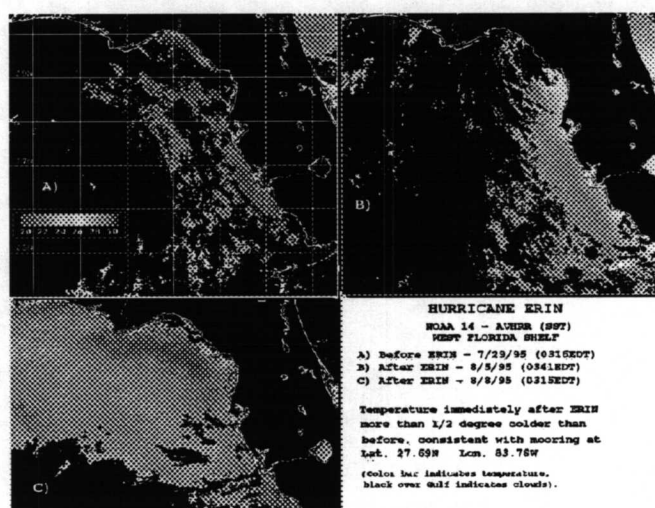 A)
B)
C)
HURRICANE ERIN
NOAA 14 - AVHRR (SST)
WEST FLORIDA SHELF
A) Before ERIN - 7/29/95 (0316EDT)
B) After ERIN - 8/5/95 (0341EDT)
C) After ERIN - 8/8/95 (0315EDT)
Temperature immediately after ERIN
more than 1/2 degree colder than
before, consistent with mooring at
Lat. 27.69N Lon. 83.76W
(Color bar indicates temperature,
black over Gulf indicates clouds).